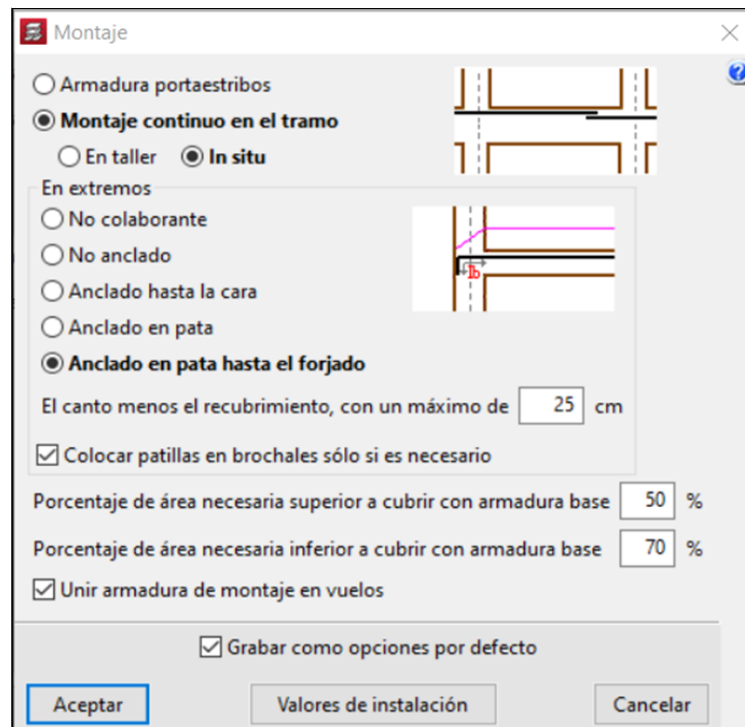 Montaje
Armadura portaestribos
Montaje continuo en el tramo
En taller In situ
En extremos
No colaborante
No anclado
Anclado hasta la cara
lb
Anclado en pata
Anclado en pata hasta el forjado
El canto menos el recubrimiento, con un máximo de 25 cm
Colocar patillas en brochales sólo si es necesario
Porcentaje de área necesaria superior a cubrir con armadura base 50 %
Porcentaje de área necesaria inferior a cubrir con armadura base 70 %
Unir armadura de montaje en vuelos
Grabar como opciones por defecto
Aceptar Valores de instalación Cancelar